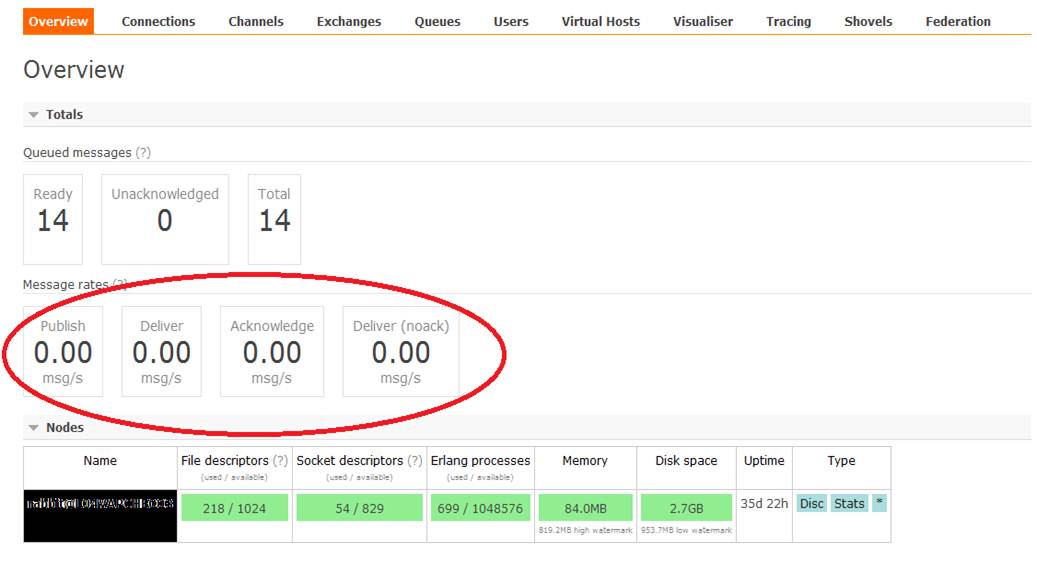 Overview Connections Channels Exchanges Queues Users Virtual Hosts Visualiser Tracing Shovels Federation
Overview
Totals
Queued messages (?)
Ready Unacknowledged Total
14 0 14
Message rates (?)
Publish Deliver Acknowledge Deliver (noack)
0.00 0.00 0.00 0.00
msg/s msg/s msg/s msg/s
Nodes
Name File descriptors (?) Socket descriptors (?) Erlang processes Memory Disk space Uptime Type
(used / available) (used / available) (used / available)
218 / 1024 54 / 829 699 / 1048576 84.0MB 2.7GB 35d 22h Disc Stats *
819.2MB high watermark 953.7MB low watermark